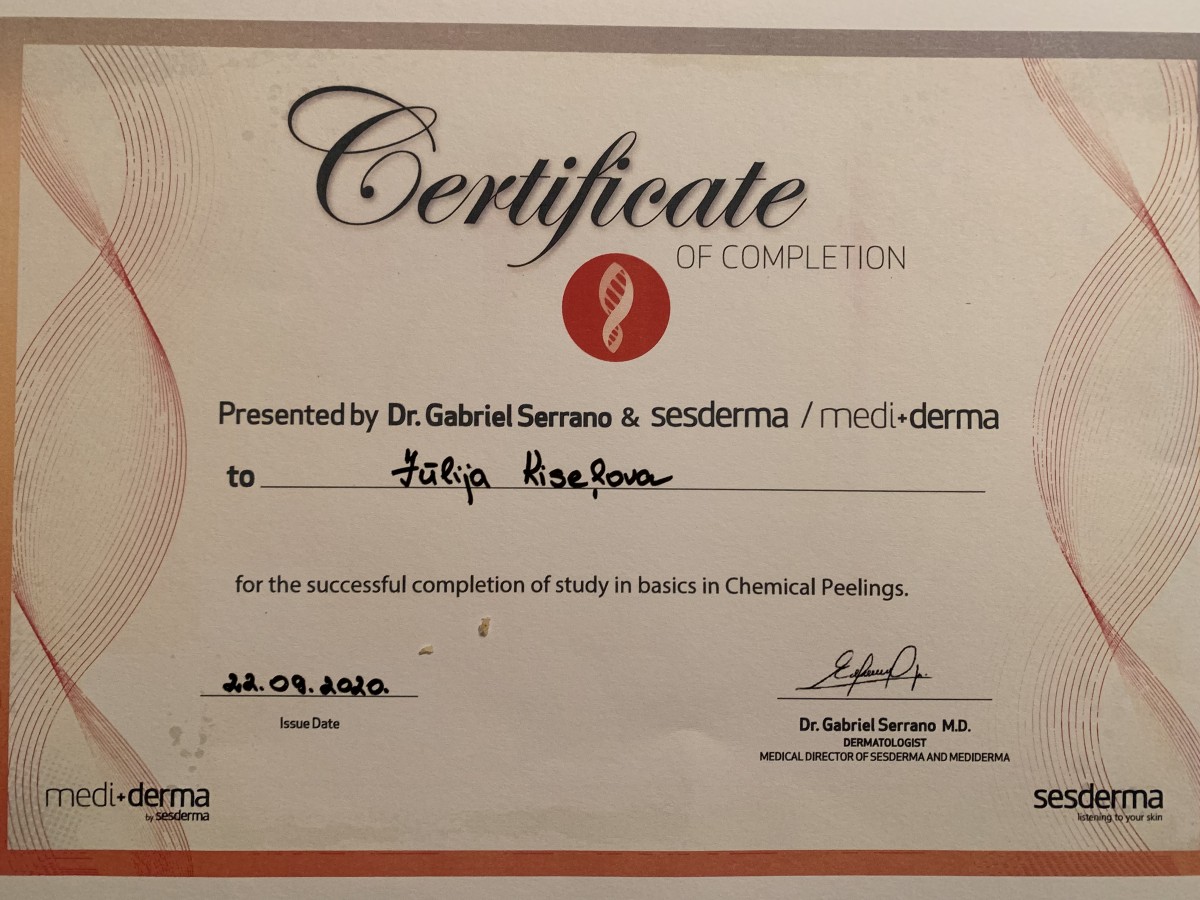 Certificate
OF COMPLETION
Presented by Dr. Gabriel Serrano & sesderma / medi+derma
to Jūlija Kiseļova
for the successful completion of study in basics in Chemical Peelings.
22.09.2020.
Issue Date
Dr. Gabriel Serrano M.D.
DERMATOLOGIST
MEDICAL DIRECTOR OF SESDERMA AND MEDIDERMA
medi+derma
by sesderma
sesderma
listening to your skin